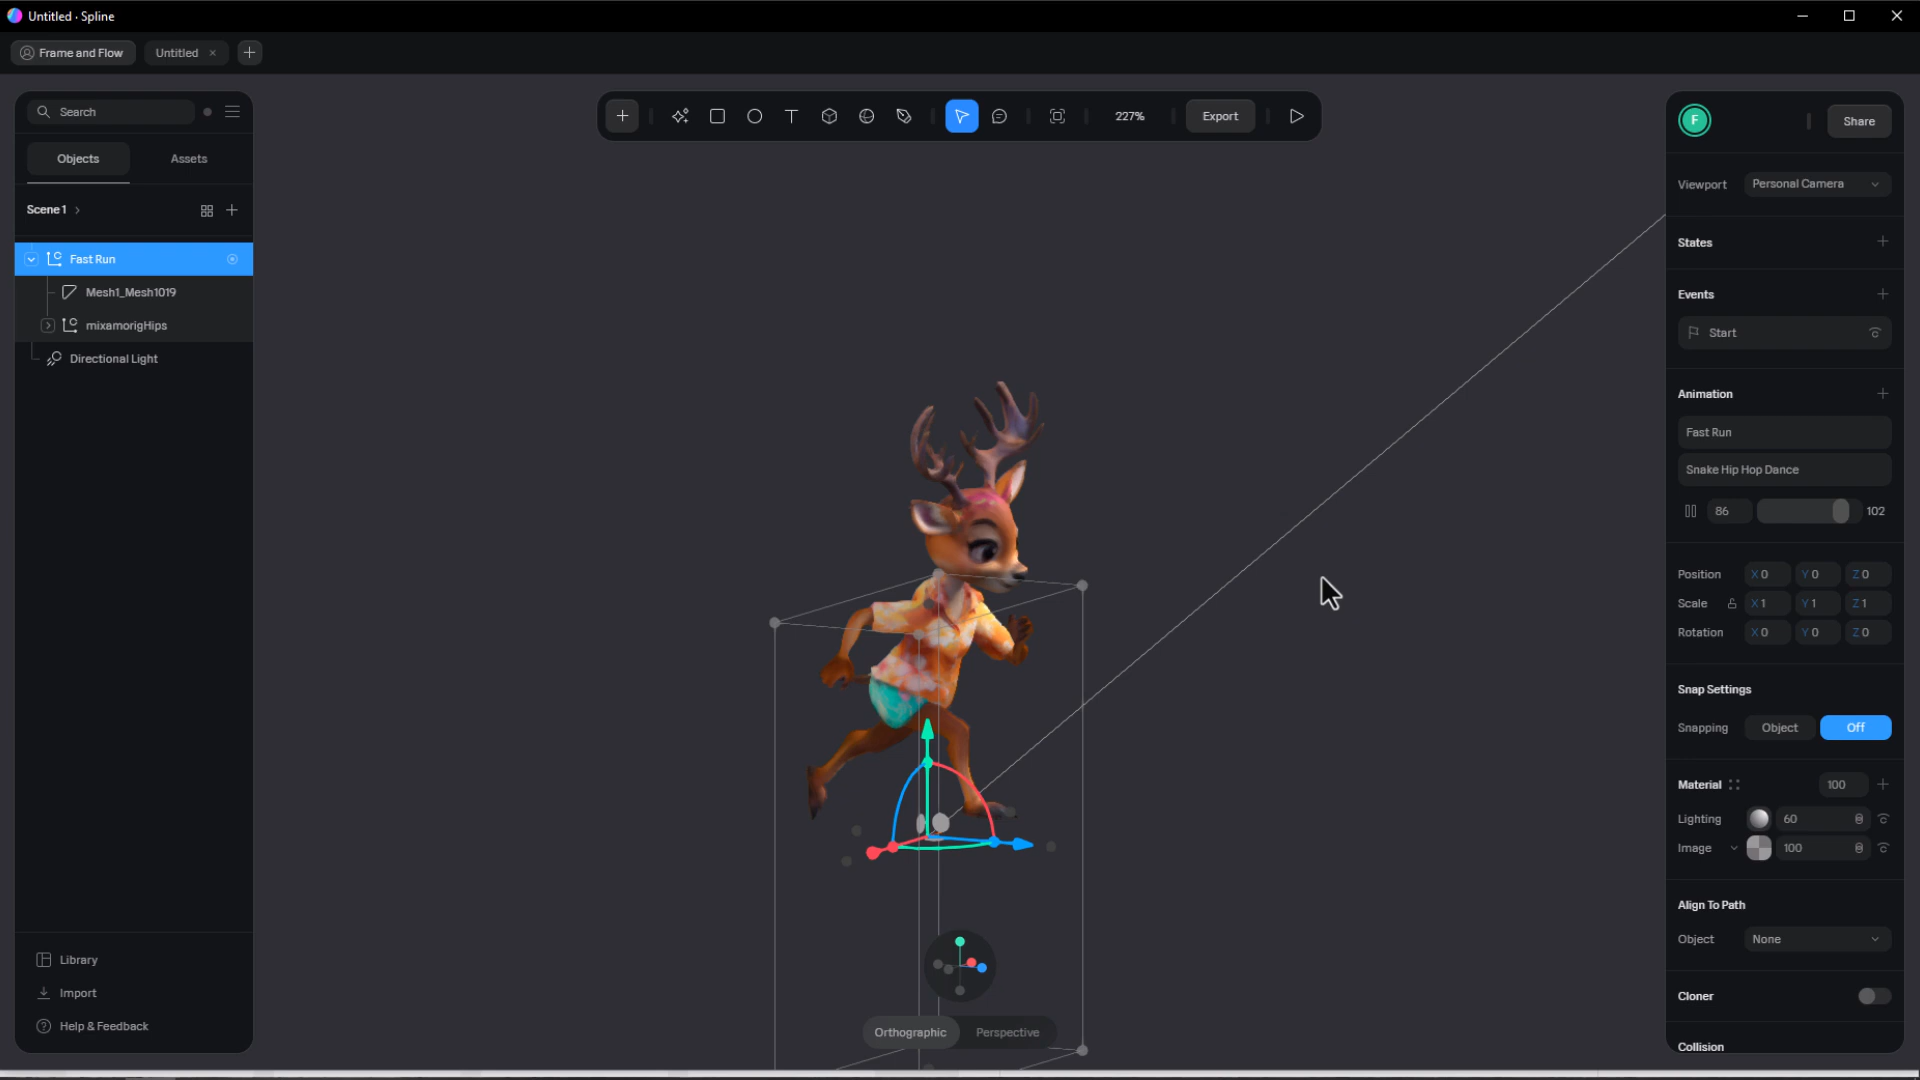 Untitled · Spline
Frame and Flow
Untitled
Search
227%
Export
F
Share
Objects
Assets
Viewport
Personal Camera
Scene 1
States
Fast Run
Events
Mesh1_Mesh1019
mixamorigHips
Start
Directional Light
Animation
Fast Run
Snake Hip Hop Dance
86
102
Position X 0 Y 0 Z 0
Scale X 1 Y 1 Z 1
Rotation X 0 Y 0 Z 0
Snap Settings
Snapping Object Off
Material 100
Lighting 60
Image 100
Align To Path
Object None
Library
Import
Cloner
Help & Feedback
Orthographic Perspective
Collision